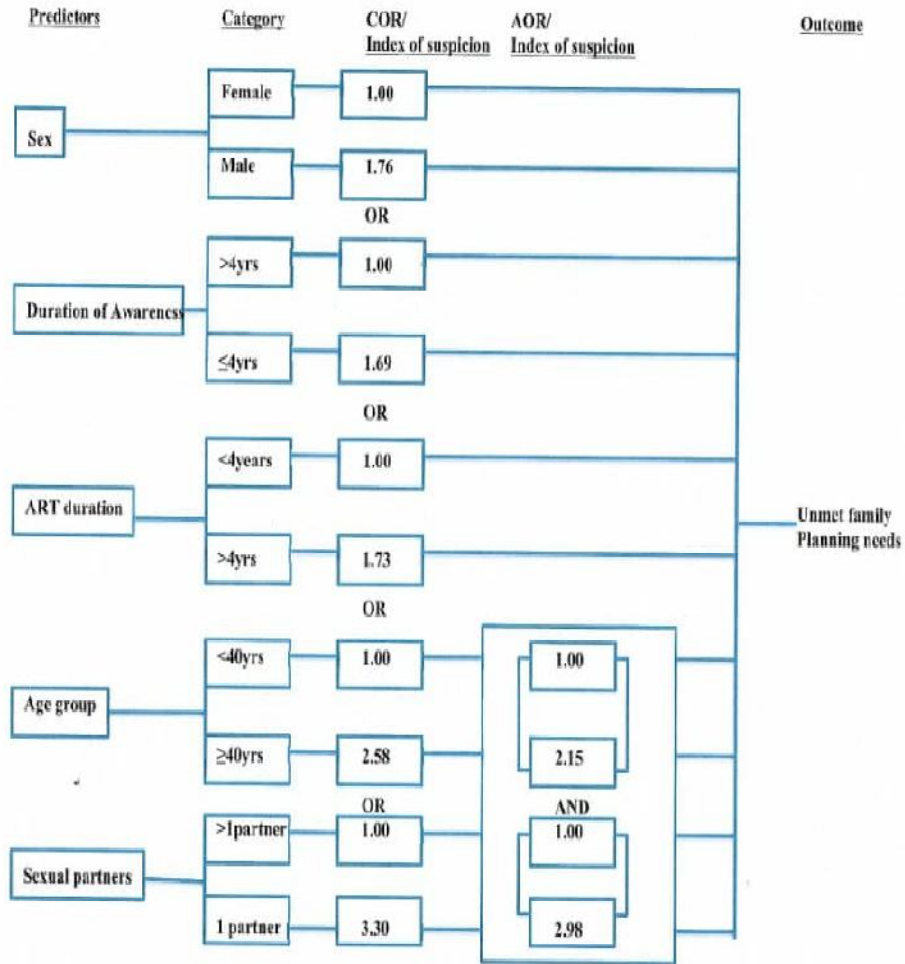 Predictors
Category
COR/
Index of suspicion
AOR/
Index of suspicion
Outcome
Sex
Female
1.00
Male
1.76
OR
Duration of Awareness
>4yrs
1.00
≤4yrs
1.69
OR
ART duration
<4years
1.00
>4yrs
1.73
OR
Age group
<40yrs
1.00
1.00
≥40yrs
2.58
2.15
OR
AND
Sexual partners
>1partner
1.00
1.00
1 partner
3.30
2.98
Unmet family
Planning needs